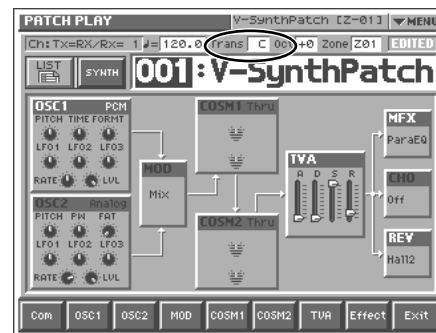 PATCH PLAY V-SynthPatch [Z-01] ▼MENU
Ch:Tx=RX/Rx= 1 ♩= 120.0 Trans C Oct +0 Zone Z01 EDITED
LIST SYNTH 001:V-SynthPatch
OSC1 PCM
PITCH TIME FORMT
LFO1 LFO2 LFO3
RATE LVL
OSC2 Analog
PITCH PW FAT
LFO1 LFO2 LFO3
RATE LVL
MOD
Mix
COSM1 Thru
COSM2 Thru
TVA
A D S R
MFX
ParaEQ
CHO
Off
REV
Hall2
Com OSC1 OSC2 MOD COSM1 COSM2 TVA Effect Exit